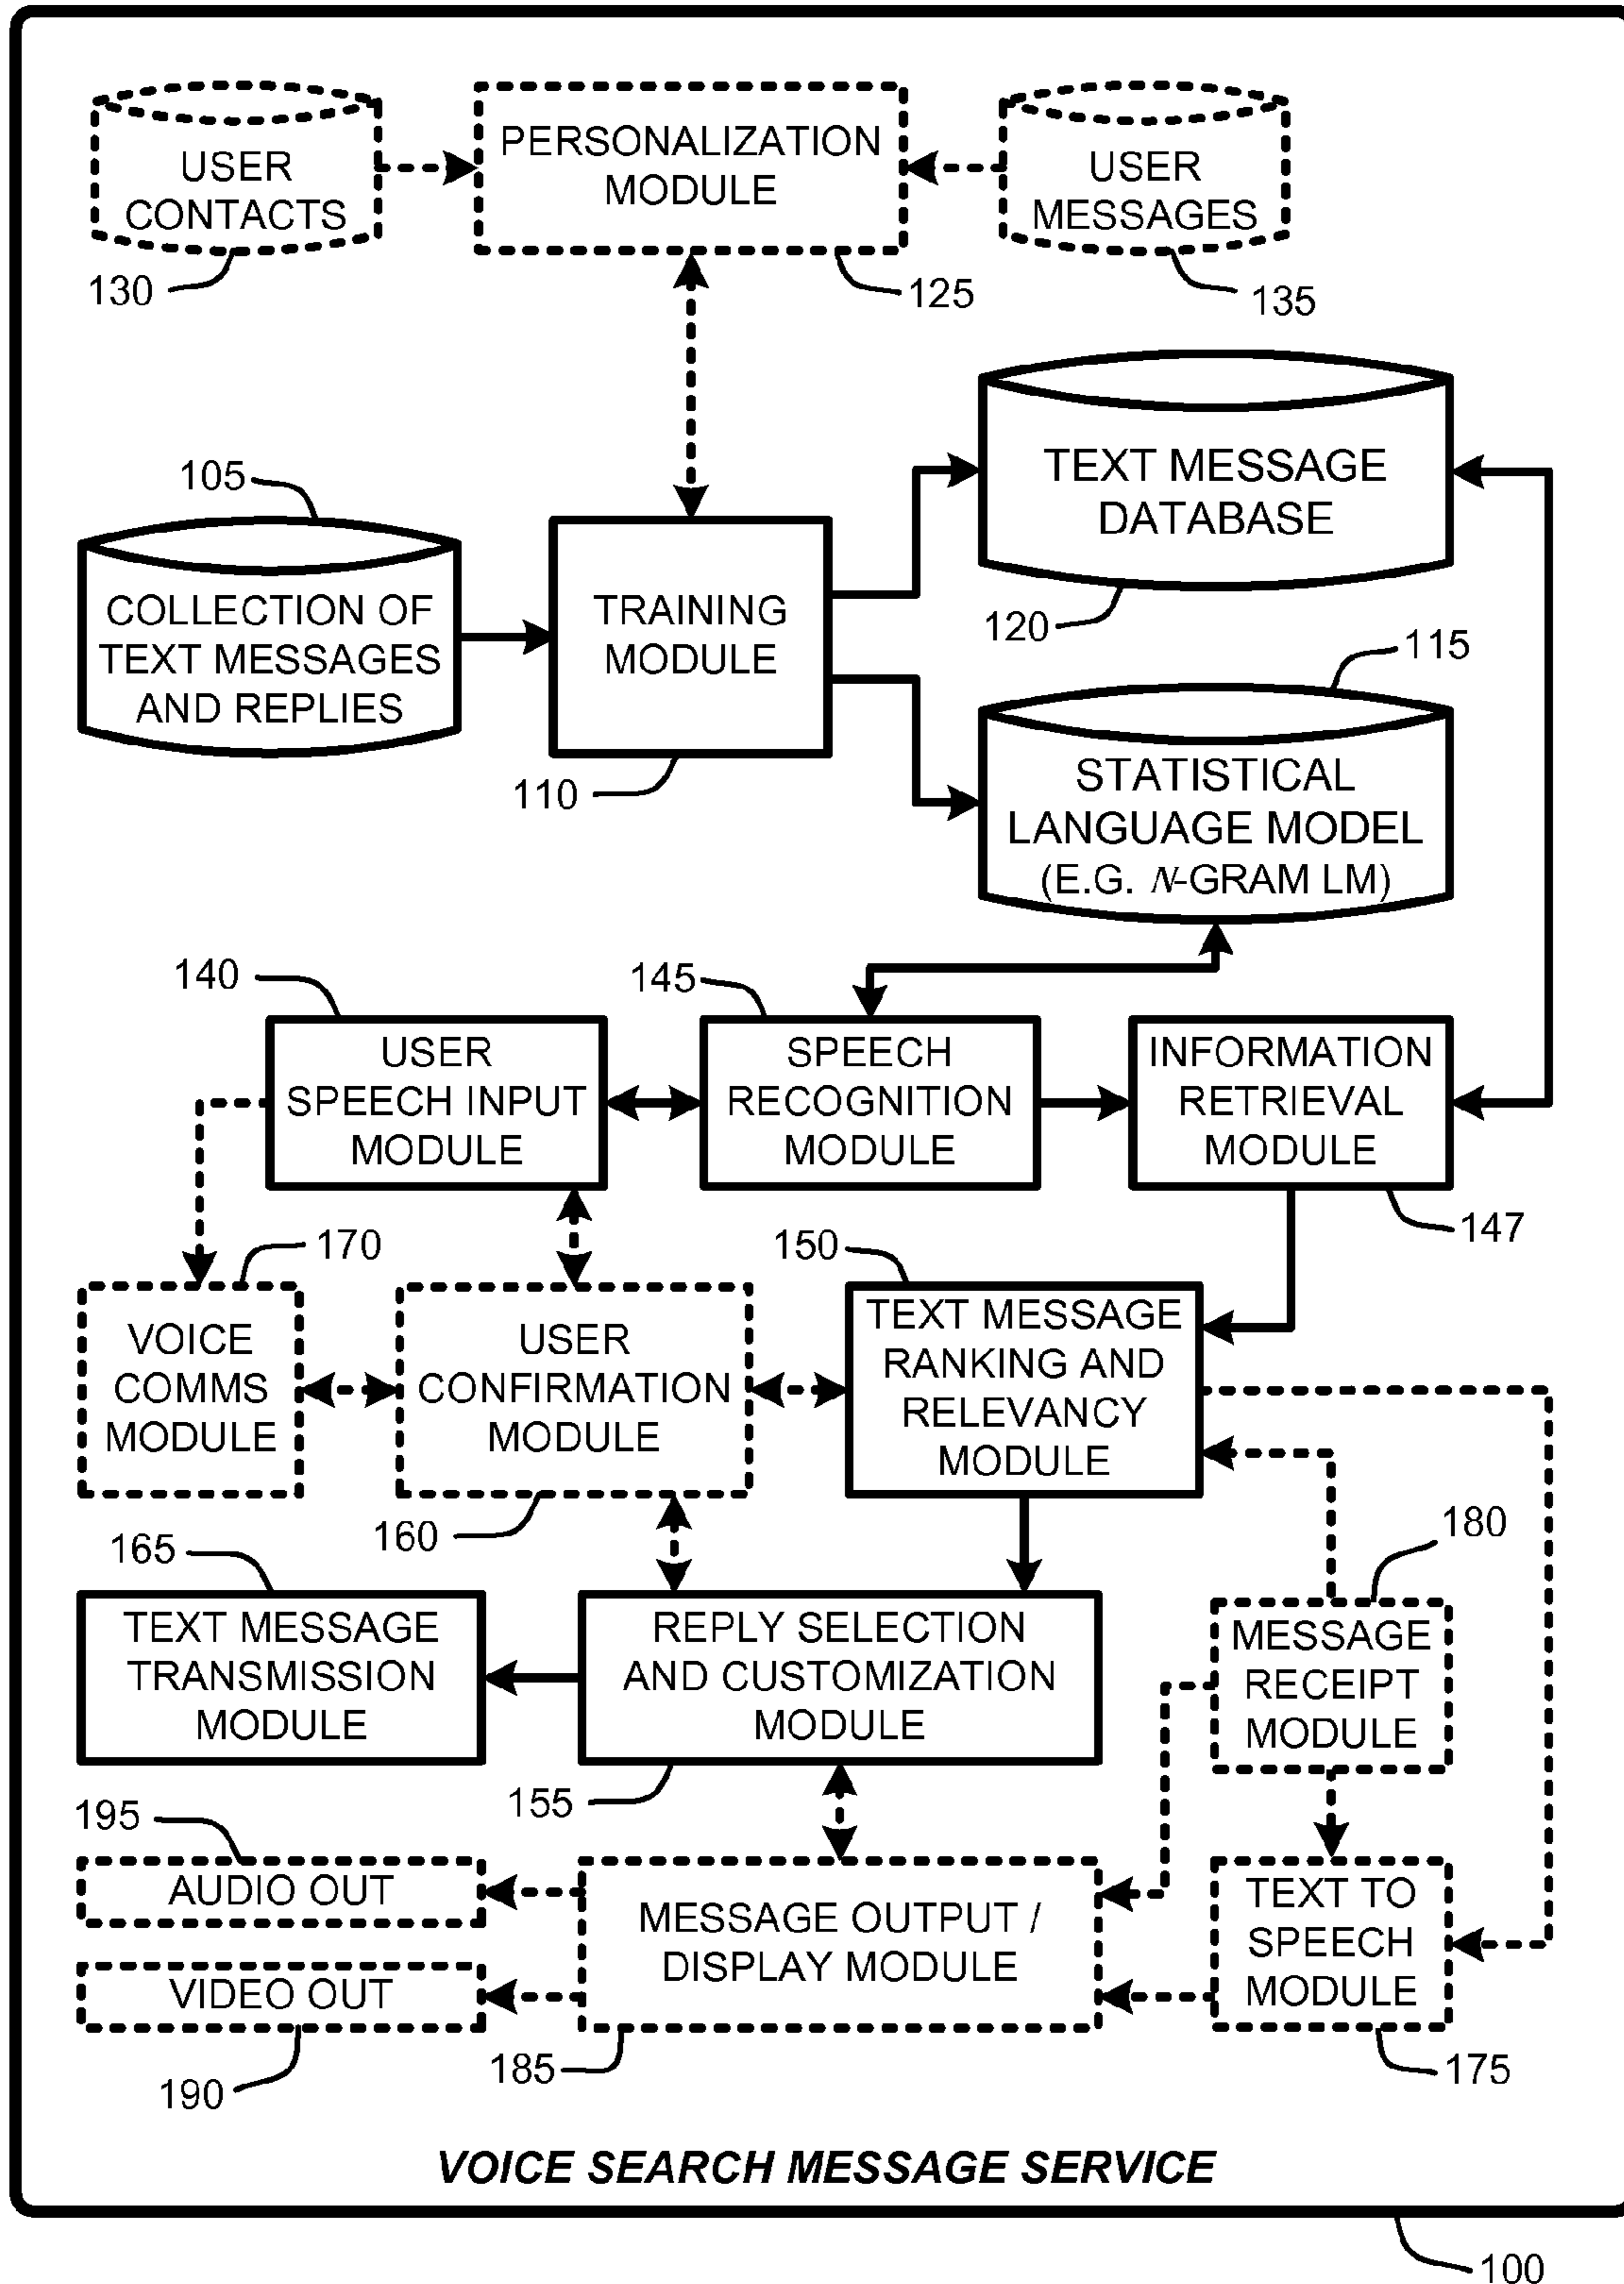 USER
CONTACTS
130
PERSONALIZATION
MODULE
125
USER
MESSAGES
135
105
COLLECTION OF
TEXT MESSAGES
AND REPLIES
TRAINING
MODULE
110
TEXT MESSAGE
DATABASE
120
115
STATISTICAL
LANGUAGE MODEL
(E.G. N-GRAM LM)
140
USER
SPEECH INPUT
MODULE
145
SPEECH
RECOGNITION
MODULE
INFORMATION
RETRIEVAL
MODULE
147
170
VOICE
COMMS
MODULE
USER
CONFIRMATION
MODULE
160
150
TEXT MESSAGE
RANKING AND
RELEVANCY
MODULE
165
TEXT MESSAGE
TRANSMISSION
MODULE
REPLY SELECTION
AND CUSTOMIZATION
MODULE
155
180
MESSAGE
RECEIPT
MODULE
195
AUDIO OUT
VIDEO OUT
190
MESSAGE OUTPUT /
DISPLAY MODULE
185
TEXT TO
SPEECH
MODULE
175
VOICE SEARCH MESSAGE SERVICE
100